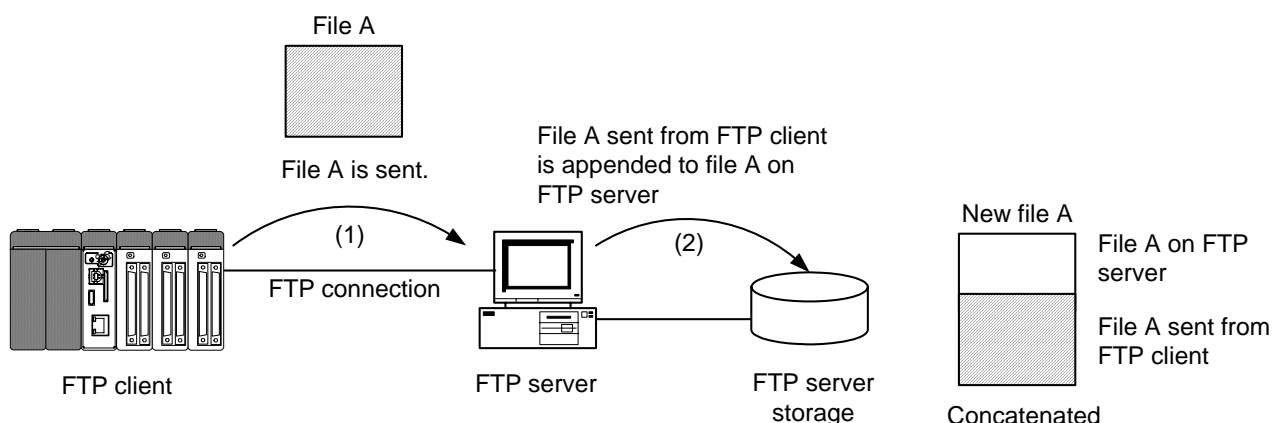 File A
File A is sent.
File A sent from FTP client
is appended to file A on
FTP server
(1)
(2)
FTP connection
FTP client
FTP server
FTP server
storage
New file A
File A on FTP
server
File A sent from
FTP client
Concatenated